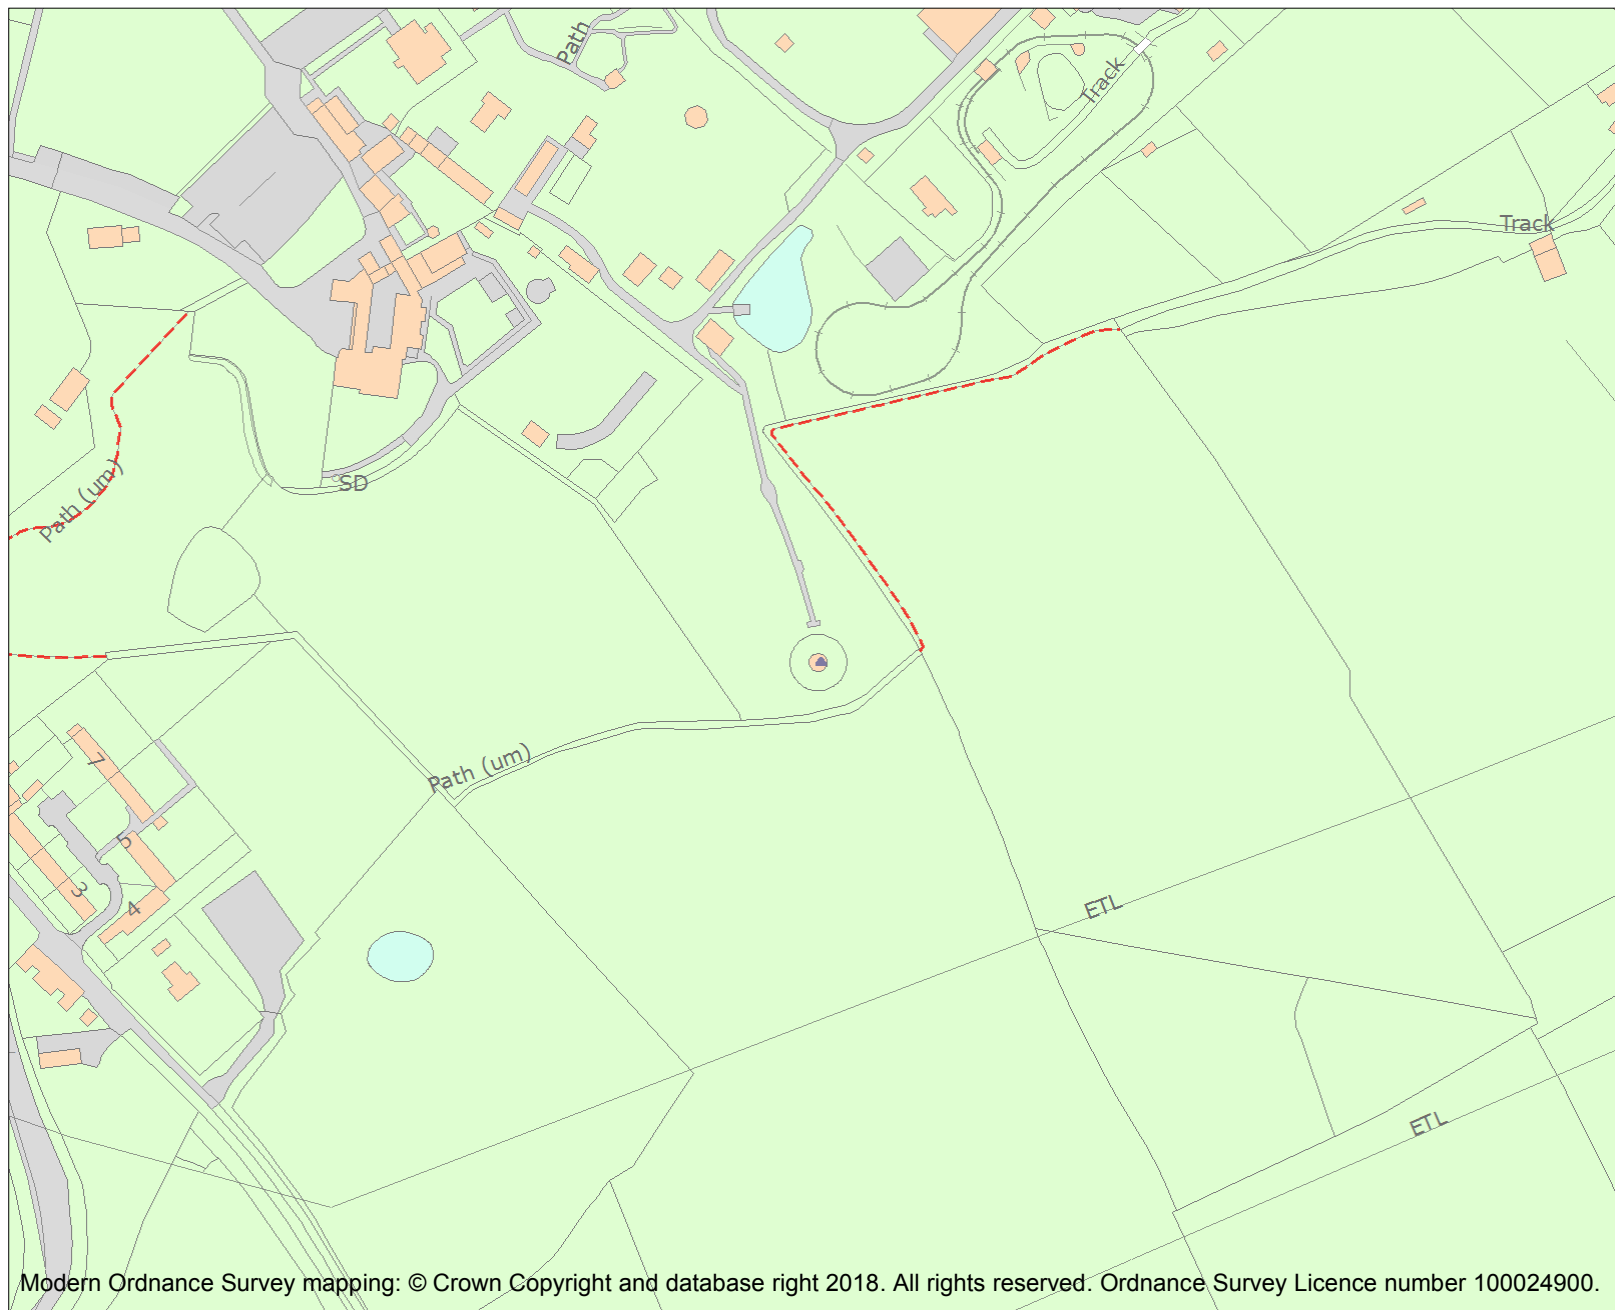 Path
Track
Track
Path (um)
SD
Path (um)
7
5
3
4
ETL
ETL
Modern Ordnance Survey mapping: © Crown Copyright and database right 2018. All rights reserved. Ordnance Survey Licence number 100024900.